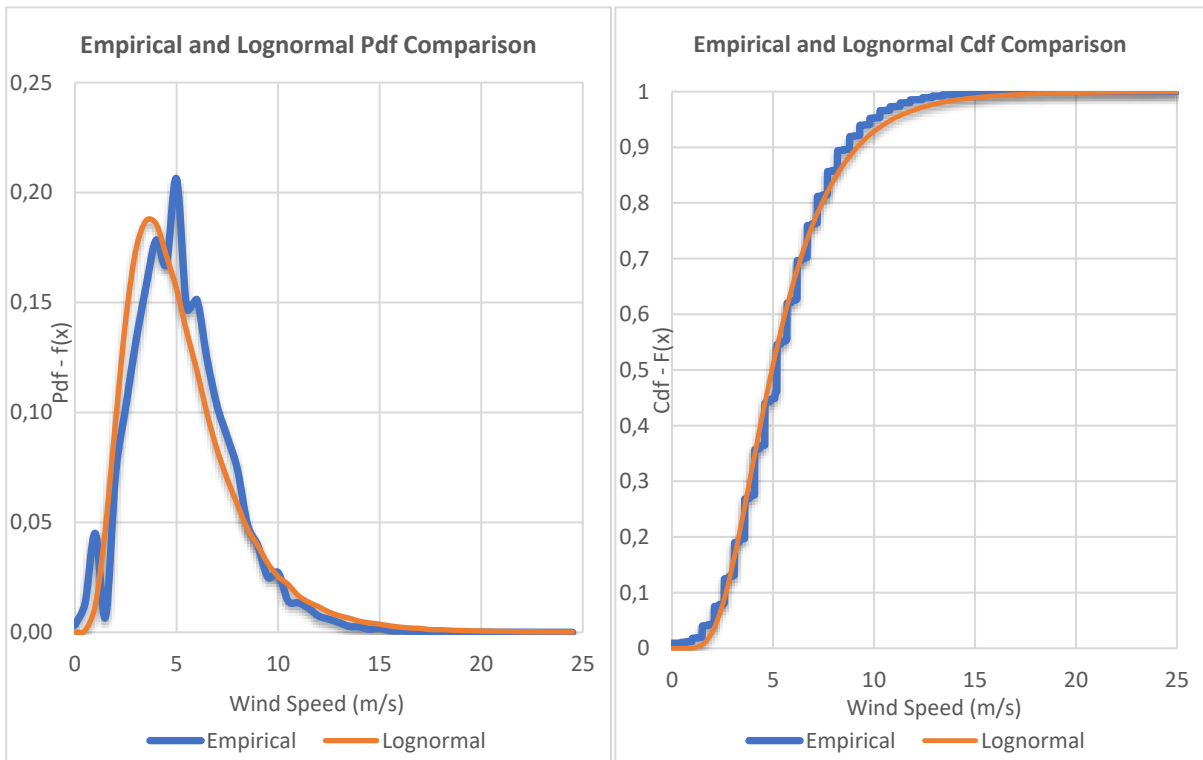 Empirical and Lognormal Pdf Comparison
0,25
0,20
0,15
0,10
0,05
0,00
Pdf - f(x)
0 5 10 15 20 25
Wind Speed (m/s)
Empirical Lognormal
Empirical and Lognormal Cdf Comparison
1
0,9
0,8
0,7
0,6
0,5
0,4
0,3
0,2
0,1
0
Cdf - F(x)
0 5 10 15 20 25
Wind Speed (m/s)
Empirical Lognormal